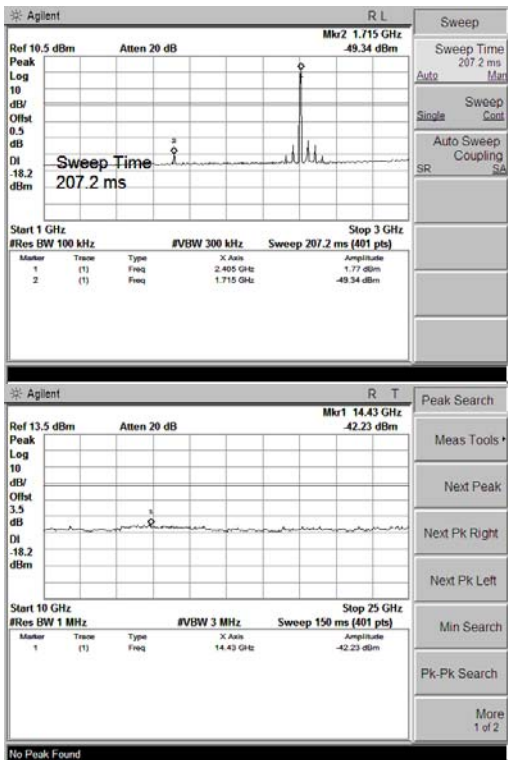 Agilent R L
Mkr2 1.715 GHz
Ref 10.5 dBm Atten 20 dB -49.34 dBm
Peak
Log
10
dB/
Offst
0.5
dB
DI
-18.2
dBm
2
Sweep Time
207.2 ms
Start 1 GHz Stop 3 GHz
#Res BW 100 kHz #VBW 300 kHz Sweep 207.2 ms (401 pts)
Marker Trace Type X Axis Amplitude
1 (1) Freq 2.405 GHz 1.77 dBm
2 (1) Freq 1.715 GHz -49.34 dBm
Sweep
Sweep Time
207.2 ms
Auto Man
Sweep
Single Cont
Auto Sweep
Coupling
SR SA
Agilent R T
Mkr1 14.43 GHz
Ref 13.5 dBm Atten 20 dB -42.23 dBm
Peak
Log
10
dB/
Offst
3.5
dB
DI
-18.2
dBm
1
Start 10 GHz Stop 25 GHz
#Res BW 1 MHz #VBW 3 MHz Sweep 150 ms (401 pts)
Marker Trace Type X Axis Amplitude
1 (1) Freq 14.43 GHz -42.23 dBm
Peak Search
Meas Tools
Next Peak
Next Pk Right
Next Pk Left
Min Search
Pk-Pk Search
More
1 of 2
No Peak Found